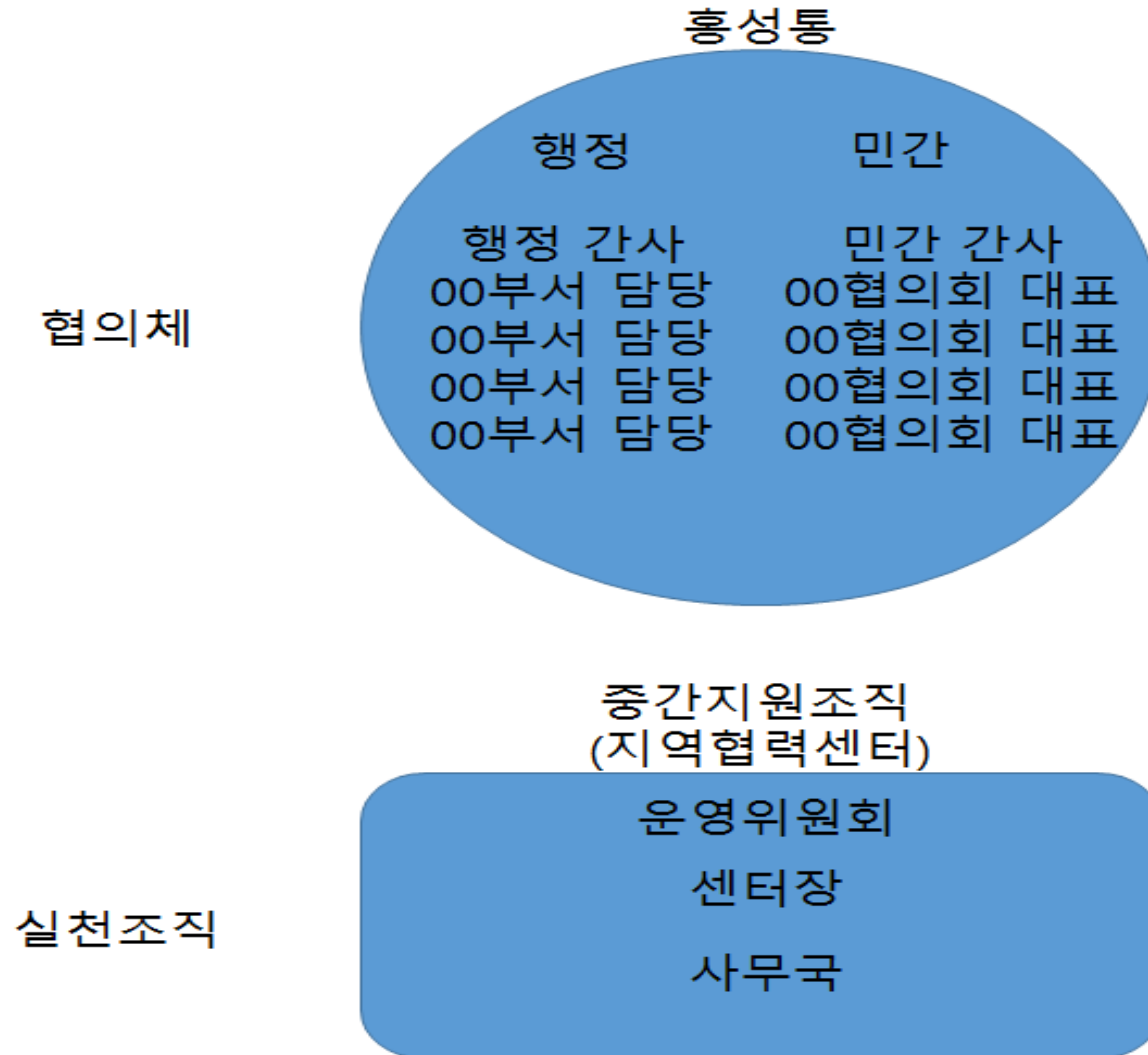 홍성통
행정 민간
행정 간사 민간 간사
00부서 담당 00협의회 대표
협의체
00부서 담당 00협의회 대표
00부서 담당 00협의회 대표
00부서 담당 00협의회 대표
중간지원조직
(지역협력센터)
운영위원회
센터장
실천조직
사무국